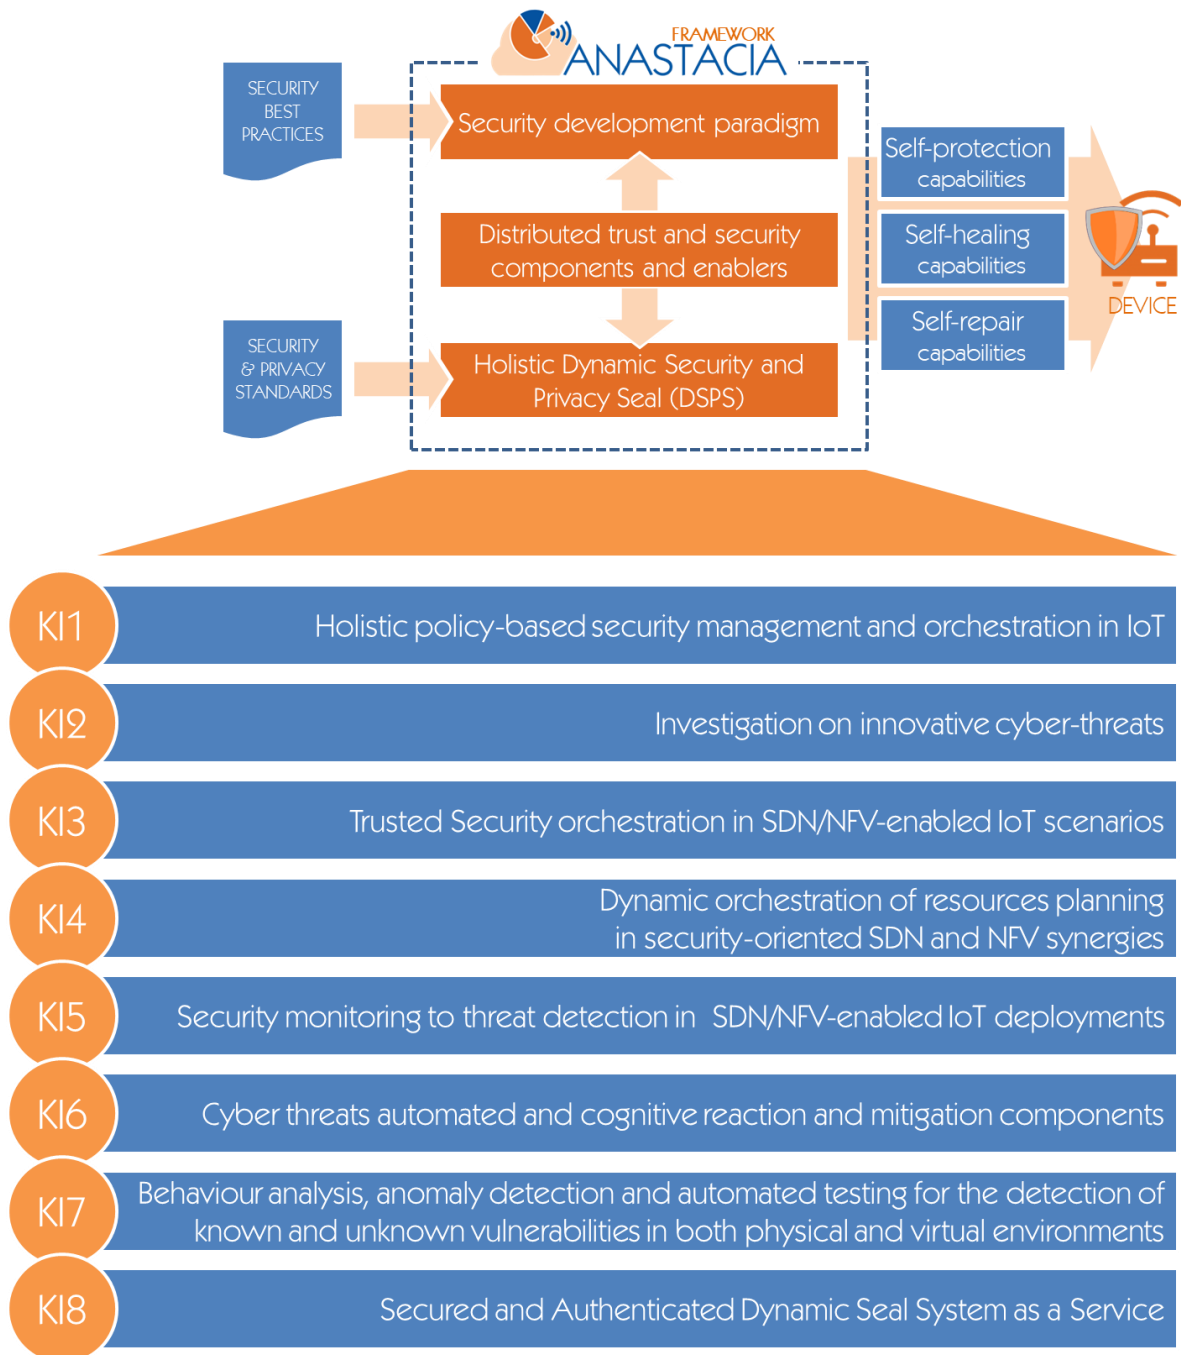 FRAMEWORK
ANASTACIA
SECURITY
BEST
PRACTICES
Security development paradigm
Distributed trust and security
components and enablers
SECURITY
& PRIVACY
STANDARDS
Holistic Dynamic Security and
Privacy Seal (DSPS)
Self-protection
capabilities
Self-healing
capabilities
Self-repair
capabilities
DEVICE
KI1
Holistic policy-based security management and orchestration in IoT
KI2
Investigation on innovative cyber-threats
KI3
Trusted Security orchestration in SDN/NFV-enabled IoT scenarios
KI4
Dynamic orchestration of resources planning
in security-oriented SDN and NFV synergies
KI5
Security monitoring to threat detection in SDN/NFV-enabled IoT deployments
KI6
Cyber threats automated and cognitive reaction and mitigation components
KI7
Behaviour analysis, anomaly detection and automated testing for the detection of
known and unknown vulnerabilities in both physical and virtual environments
KI8
Secured and Authenticated Dynamic Seal System as a Service